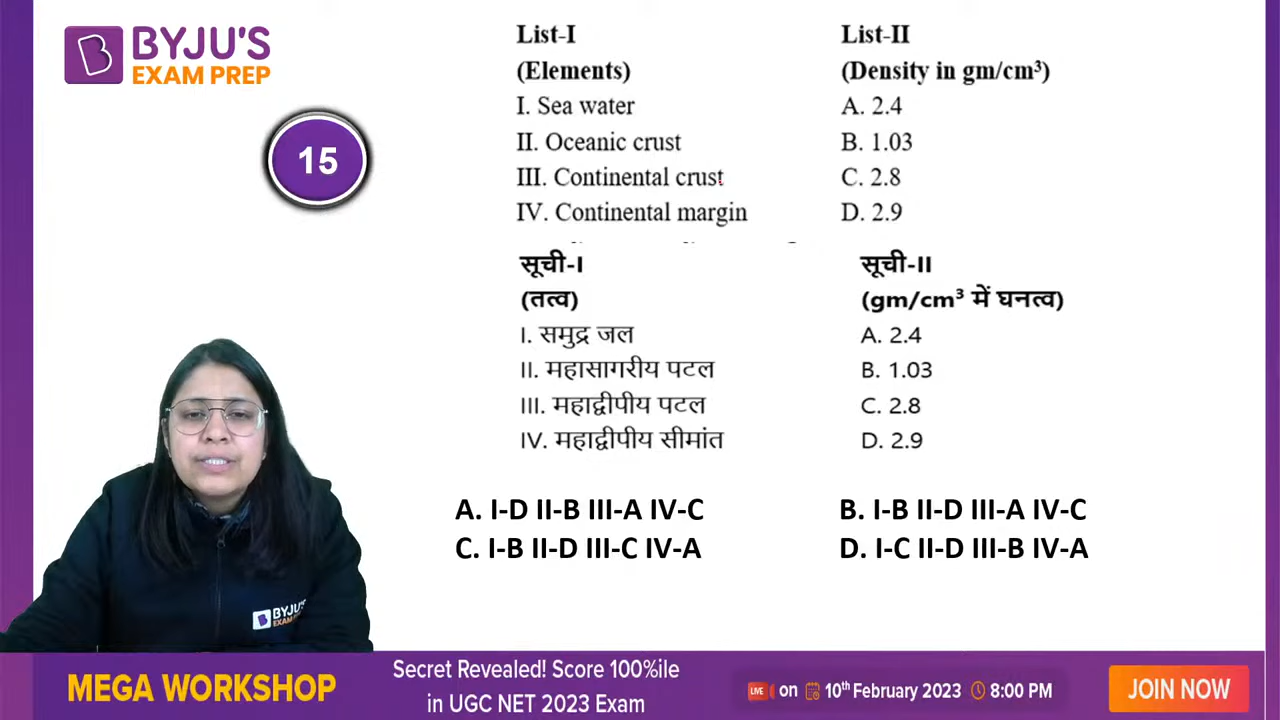 BYJU'S
EXAM PREP
15
List-I
(Elements)
I. Sea water
II. Oceanic crust
III. Continental crust
IV. Continental margin
List-II
(Density in gm/cm³)
A. 2.4
B. 1.03
C. 2.8
D. 2.9
सूची-I
(तत्व)
I. समुद्र जल
II. महासागरीय पटल
III. महाद्वीपीय पटल
IV. महाद्वीपीय सीमांत
सूची-II
(gm/cm³ में घनत्व)
A. 2.4
B. 1.03
C. 2.8
D. 2.9
A. I-D II-B III-A IV-C
B. I-B II-D III-A IV-C
C. I-B II-D III-C IV-A
D. I-C II-D III-B IV-A
BYJU'S
EXAM PREP
MEGA WORKSHOP
Secret Revealed! Score 100%ile
in UGC NET 2023 Exam
LIVE on 10th February 2023 8:00 PM
JOIN NOW